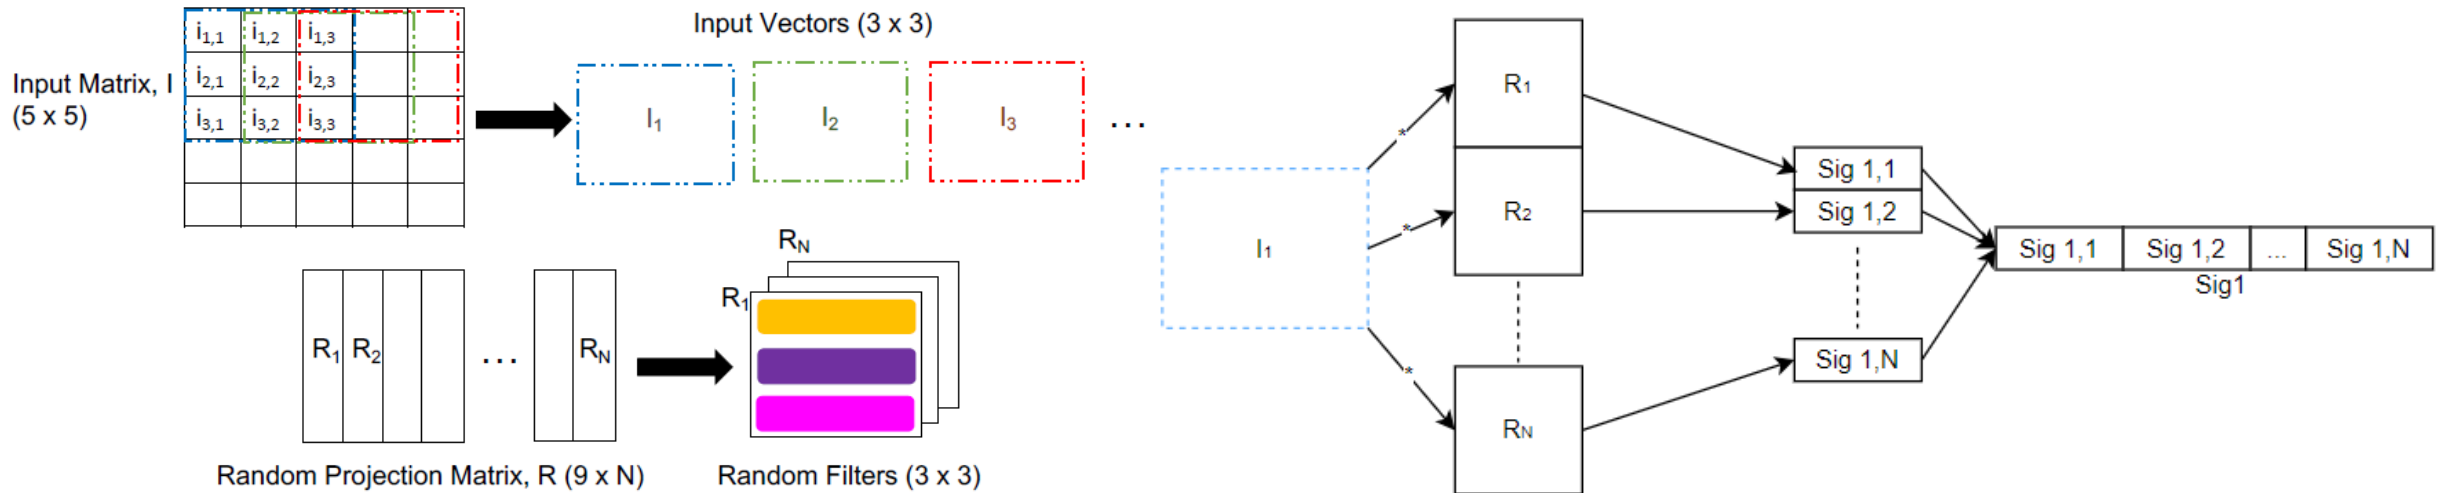 Input Matrix, I
(5 x 5)
i1,1 i1,2 i1,3
i2,1 i2,2 i2,3
i3,1 i3,2 i3,3
Input Vectors (3 x 3)
I1 I2 I3 ...
R1 R2 ... RN
Random Projection Matrix, R (9 x N)
RN
R1
Random Filters (3 x 3)
I1
*
*
*
R1
R2
RN
Sig 1,1
Sig 1,2
Sig 1,N
Sig 1,1 Sig 1,2 ... Sig 1,N
Sig1